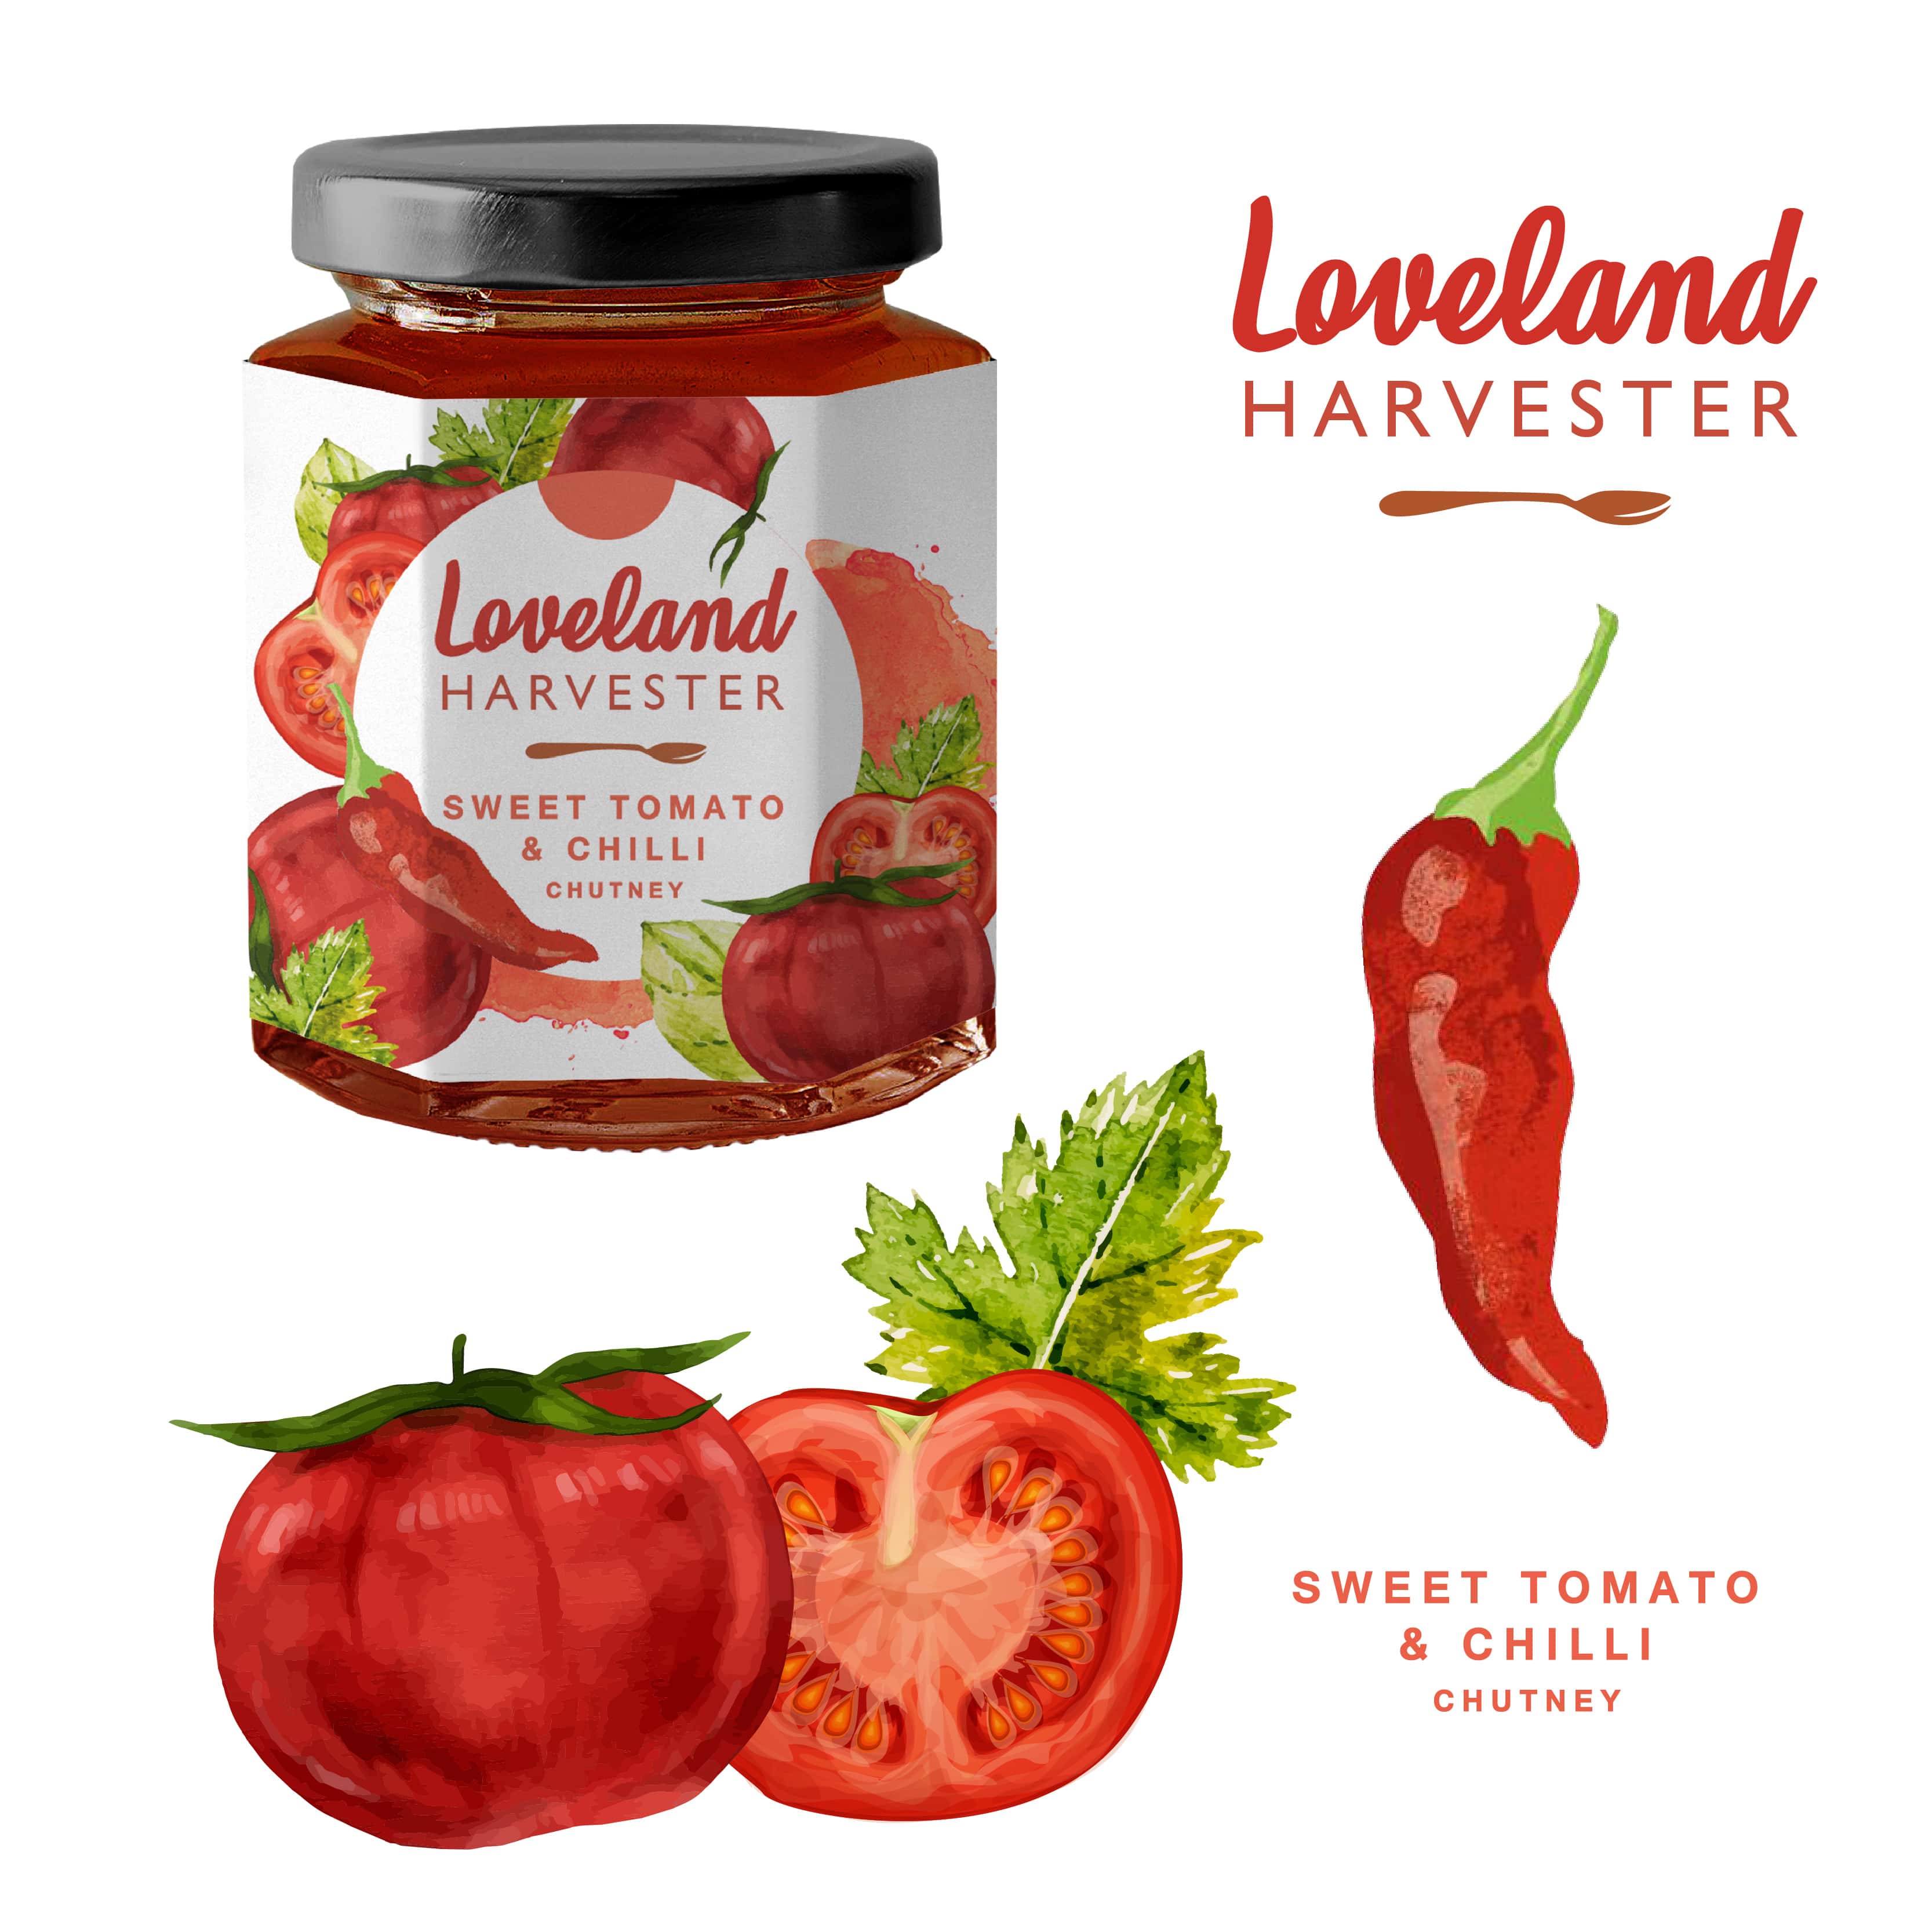 Loveland
HARVESTER
Loveland
HARVESTER
SWEET TOMATO
& CHILLI
CHUTNEY
SWEET TOMATO
& CHILLI
CHUTNEY